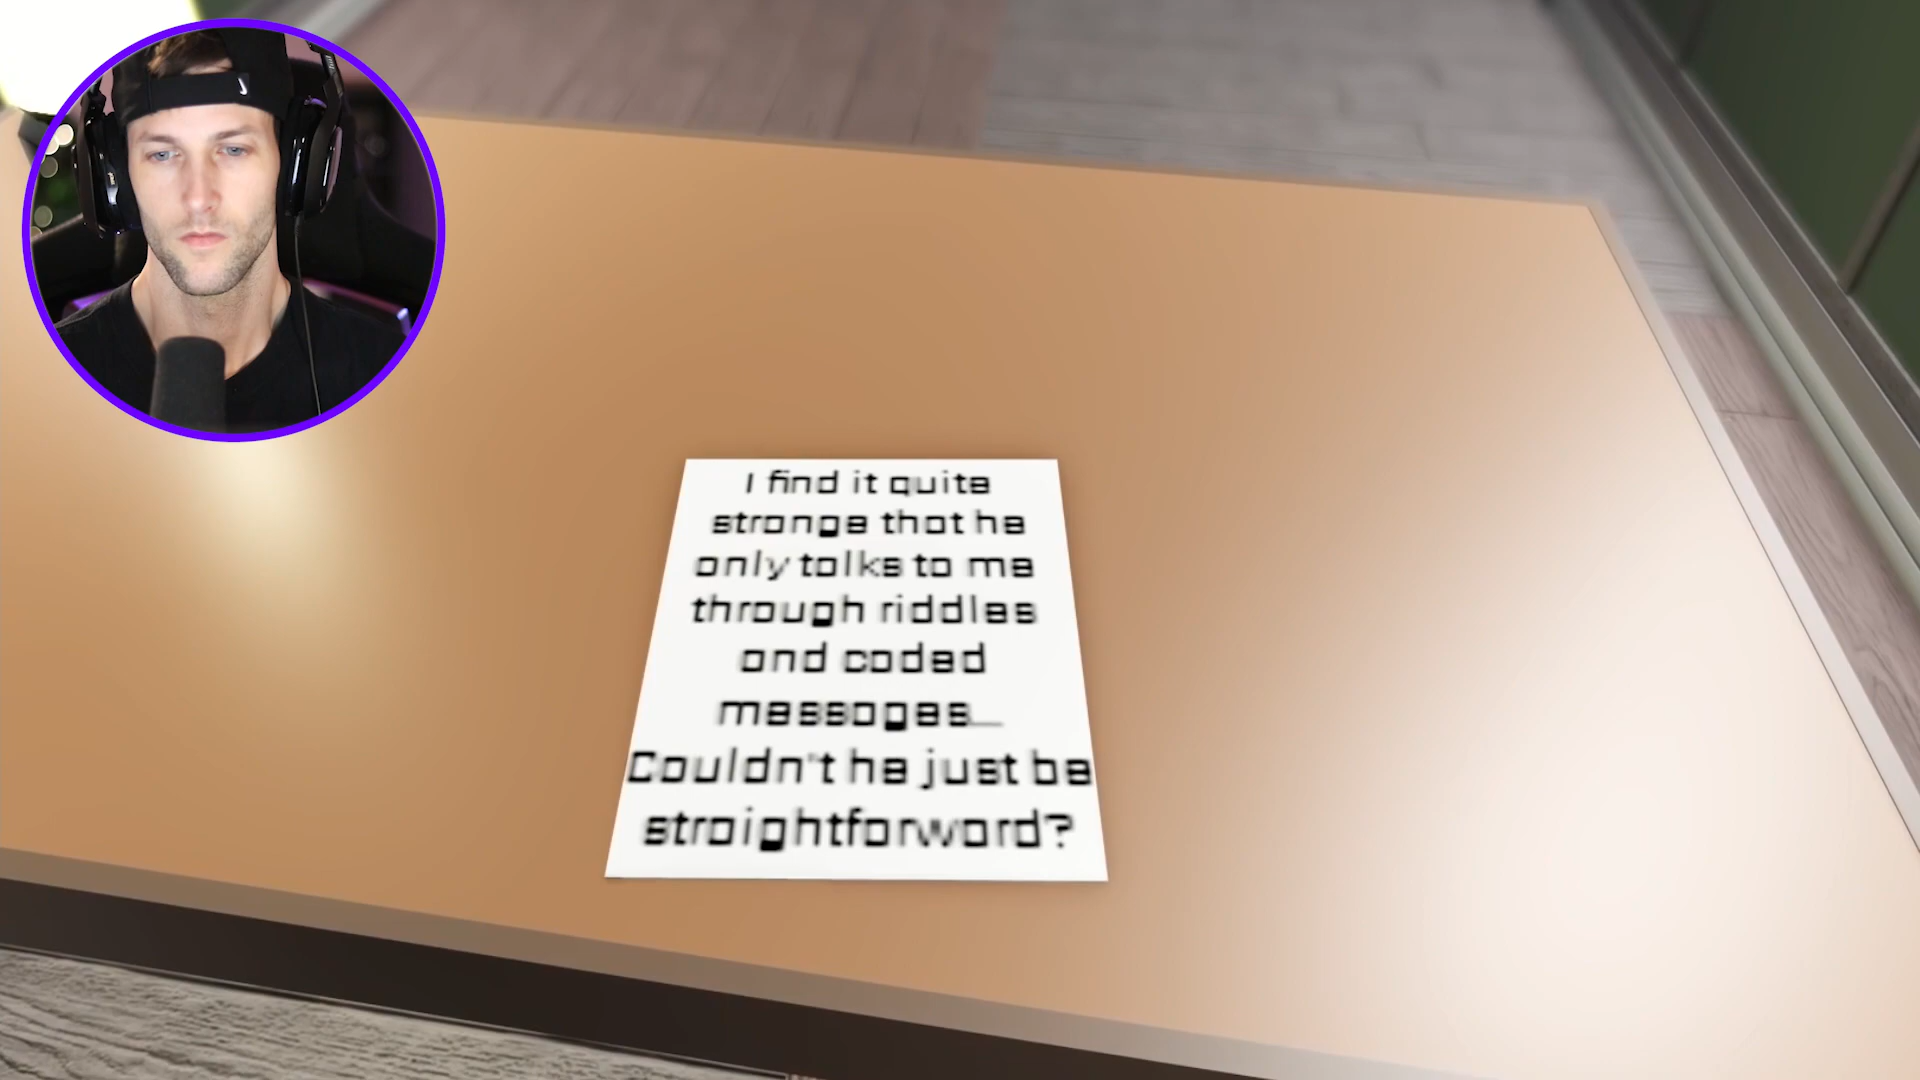 I find it quite
strange that he
only talks to me
through riddles
and coded
messages...
Couldn't he just be
straightforward?